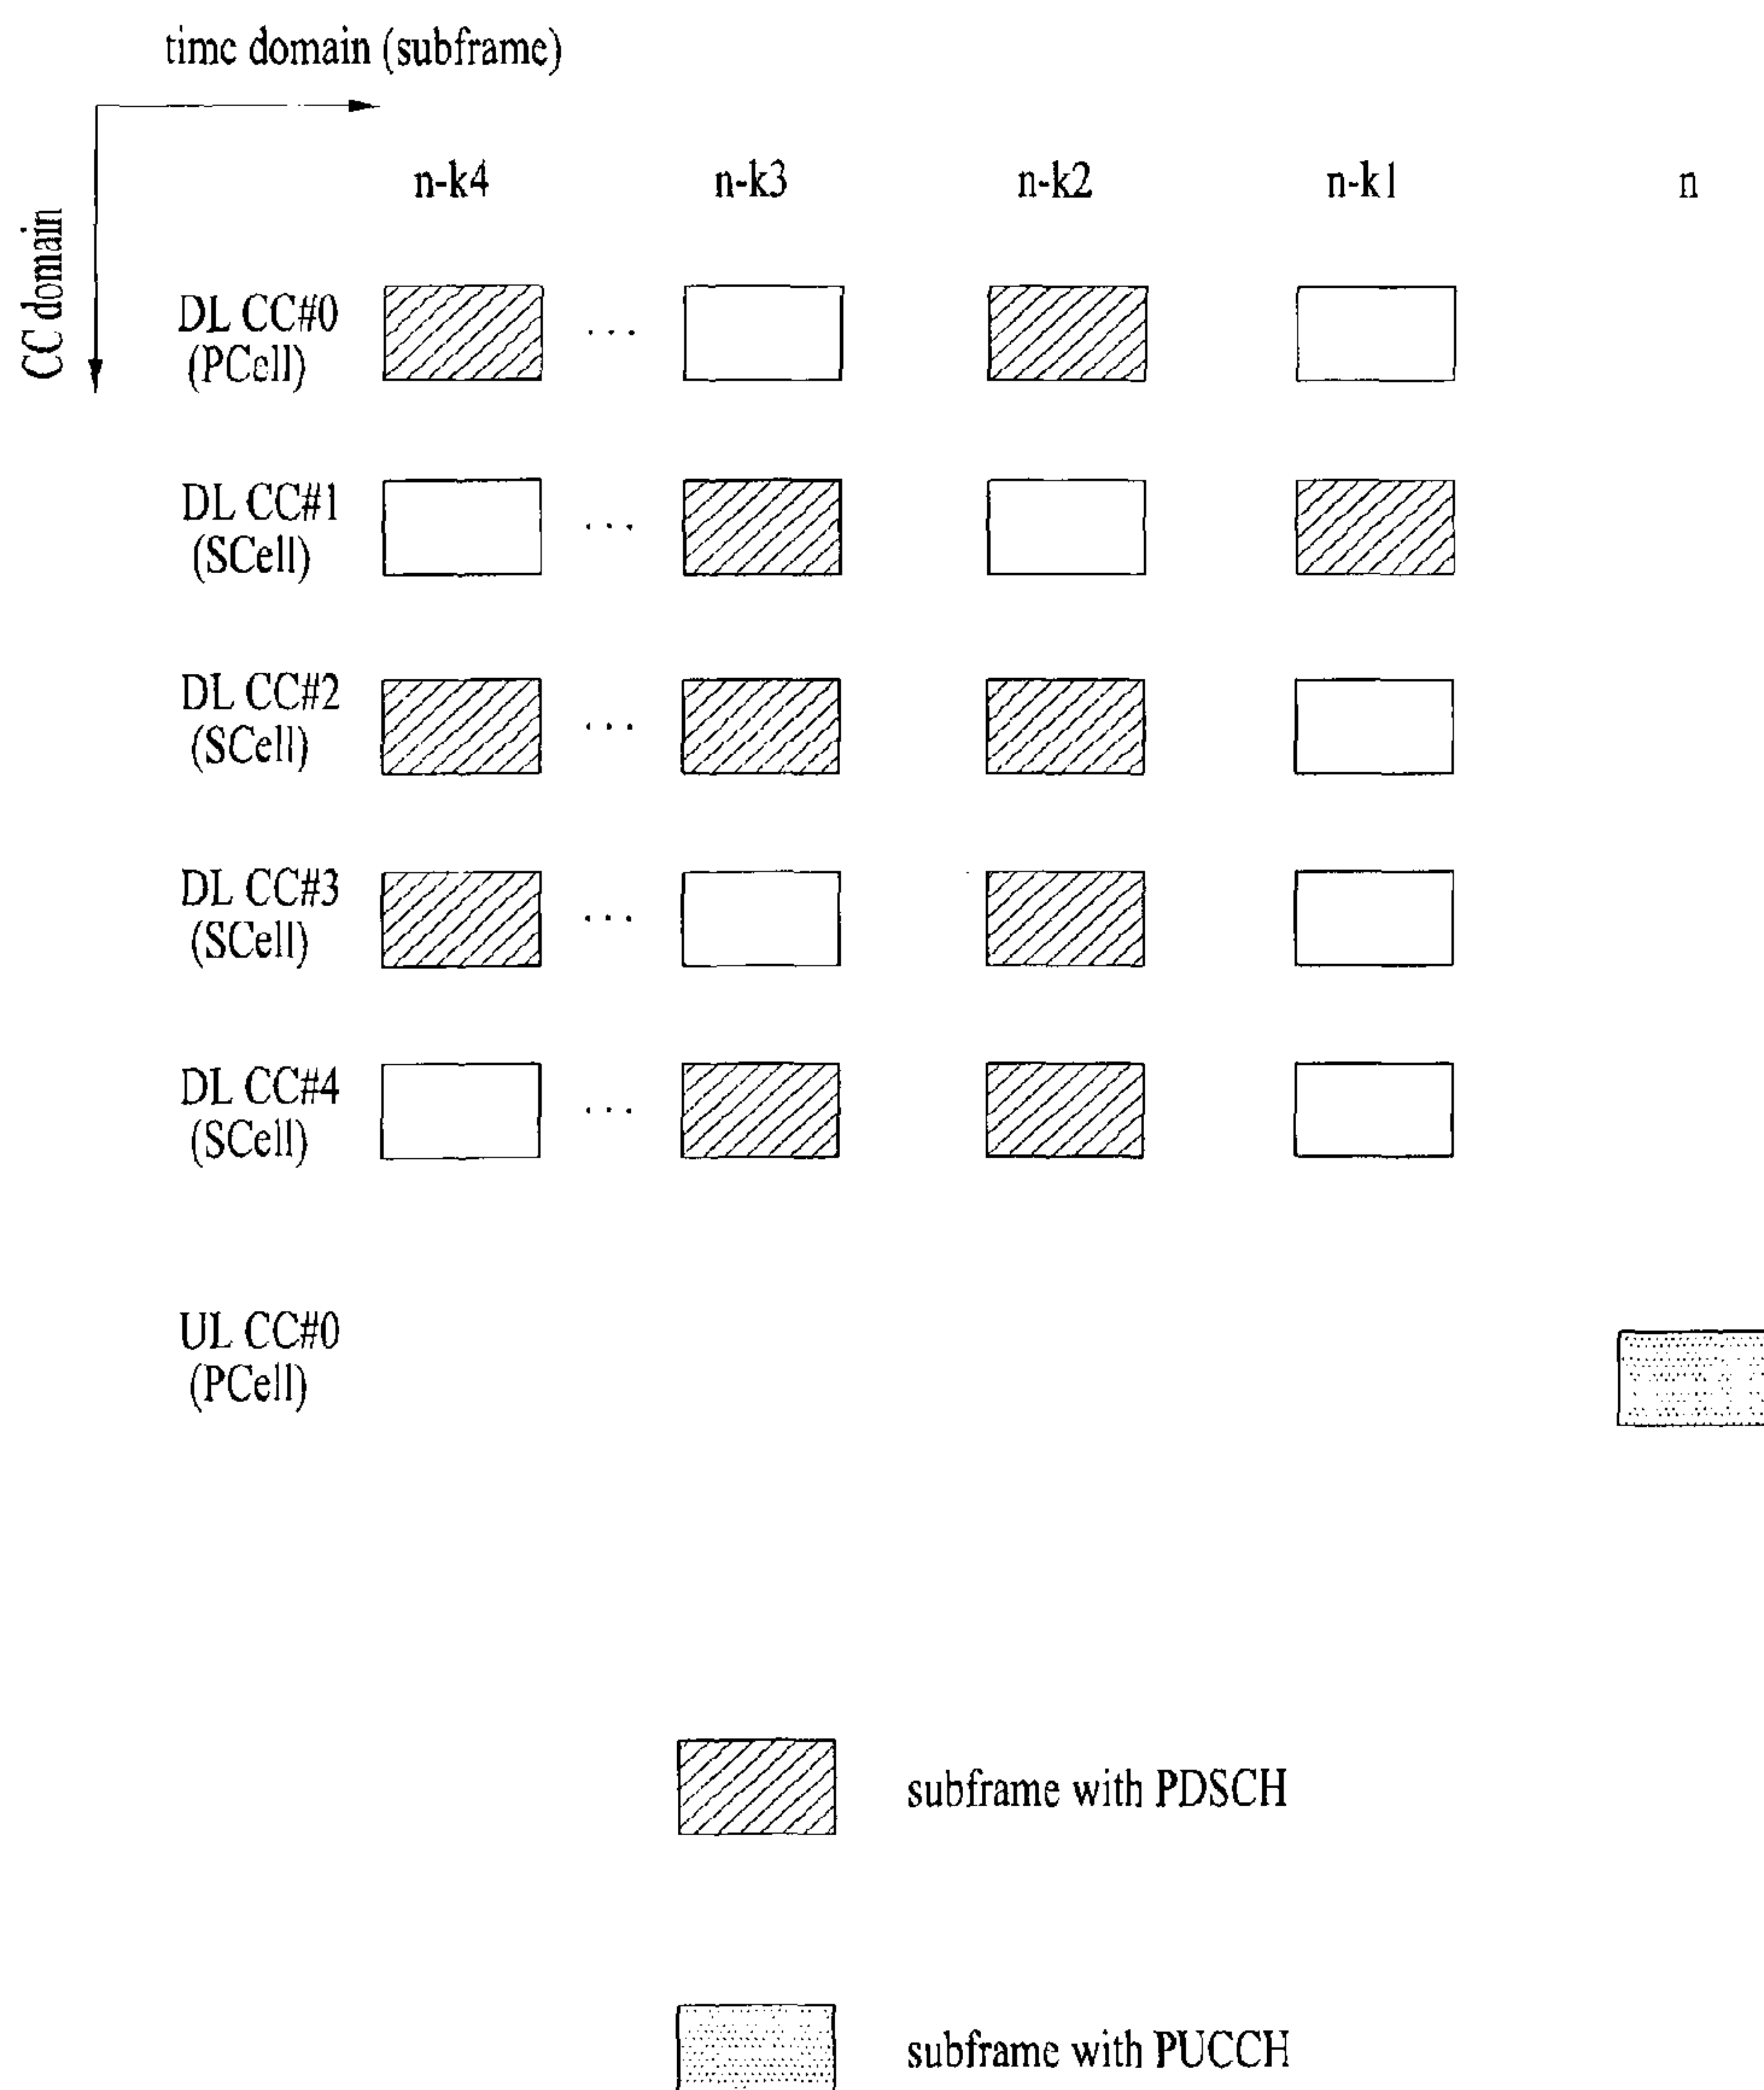 time domain (subframe)
CC domain
n-k4 n-k3 n-k2 n-k1 n
DL CC#0
(PCell)
...
DL CC#1
(SCell)
...
DL CC#2
(SCell)
...
DL CC#3
(SCell)
...
DL CC#4
(SCell)
...
UL CC#0
(PCell)
subframe with PDSCH
subframe with PUCCH